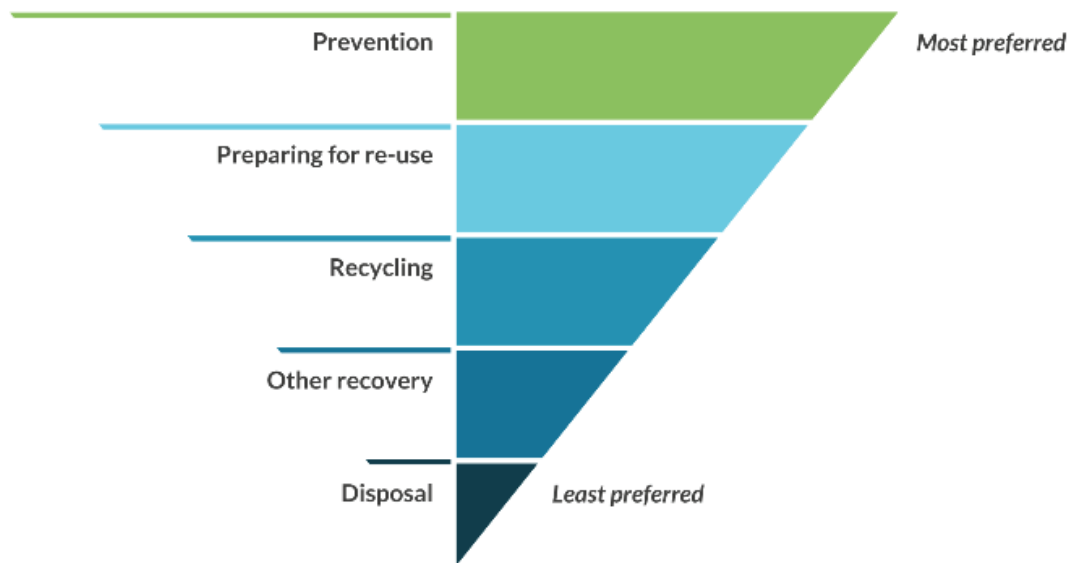 Prevention
Most preferred
Preparing for re-use
Recycling
Other recovery
Disposal
Least preferred